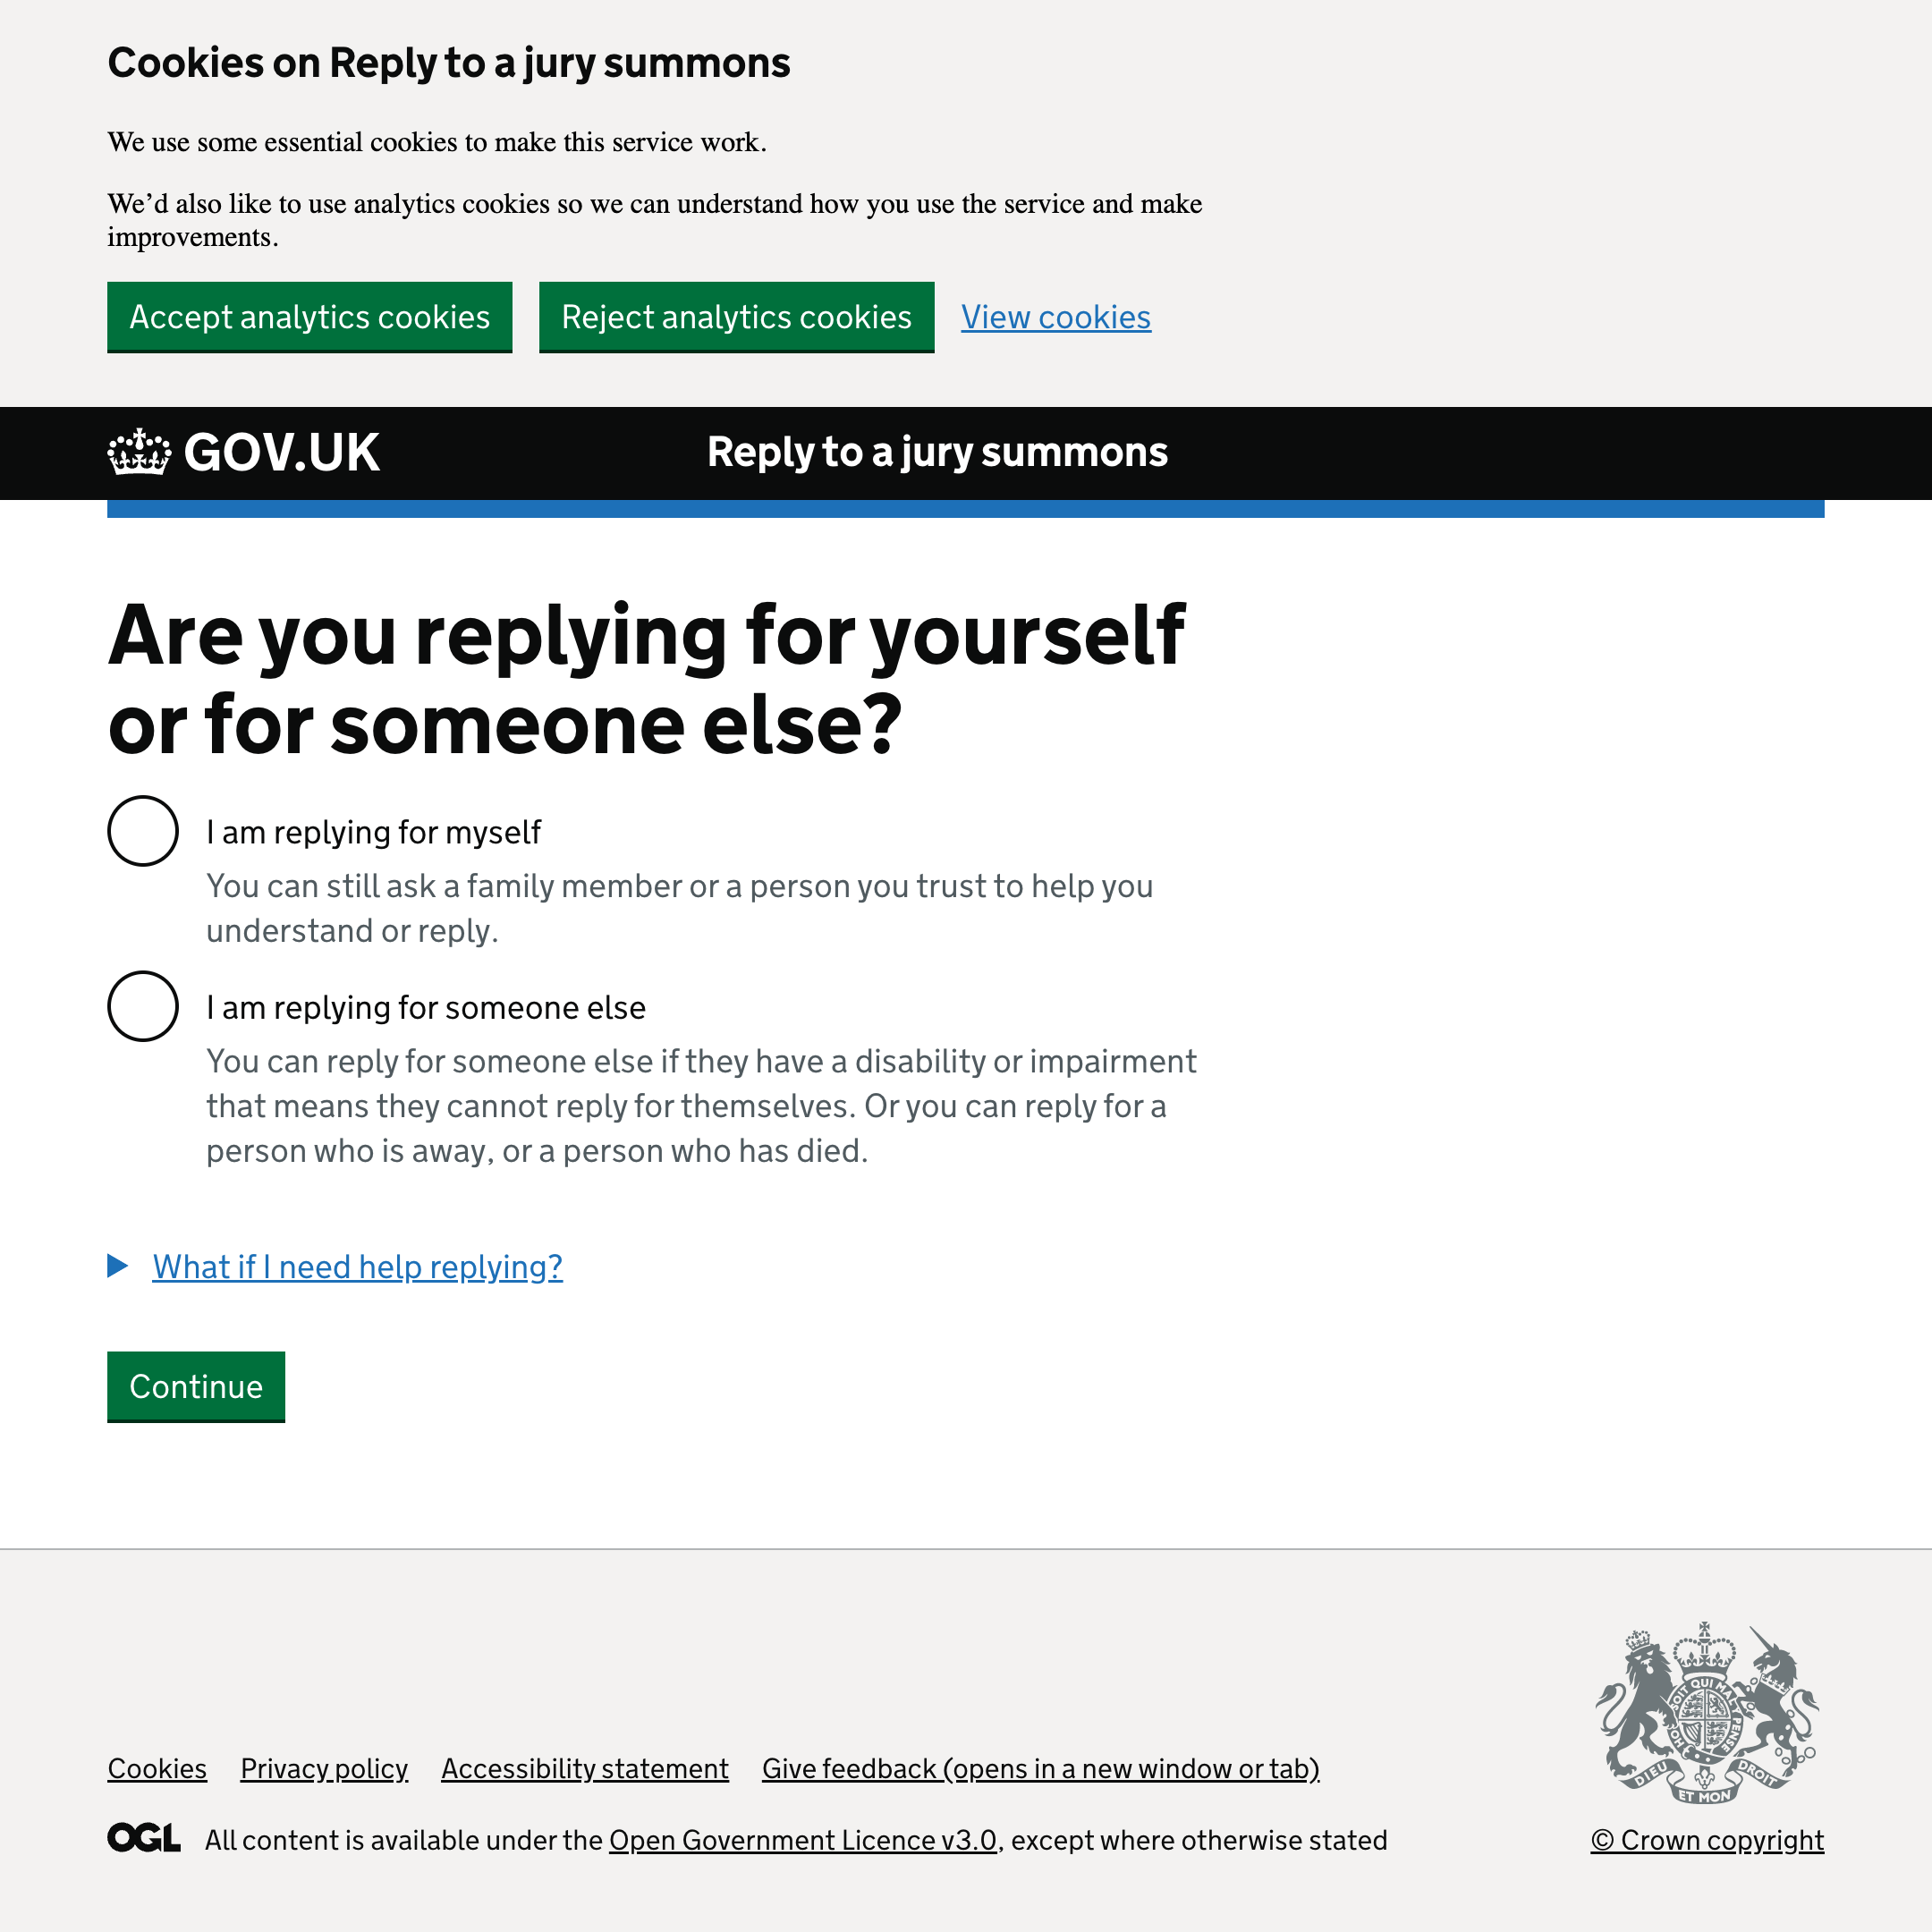 Cookies on Reply to a jury summons
We use some essential cookies to make this service work.
We’d also like to use analytics cookies so we can understand how you use the service and make
improvements.
Accept analytics cookies Reject analytics cookies View cookies
GOV.UK Reply to a jury summons
Are you replying for yourself
or for someone else?
I am replying for myself
You can still ask a family member or a person you trust to help you
understand or reply.
I am replying for someone else
You can reply for someone else if they have a disability or impairment
that means they cannot reply for themselves. Or you can reply for a
person who is away, or a person who has died.
What if I need help replying?
Continue
SOIT QUI MAL Y PENSE
HON
DIEU ET MON DROIT
Cookies Privacy policy Accessibility statement Give feedback (opens in a new window or tab)
OGL All content is available under the Open Government Licence v3.0, except where otherwise stated
© Crown copyright